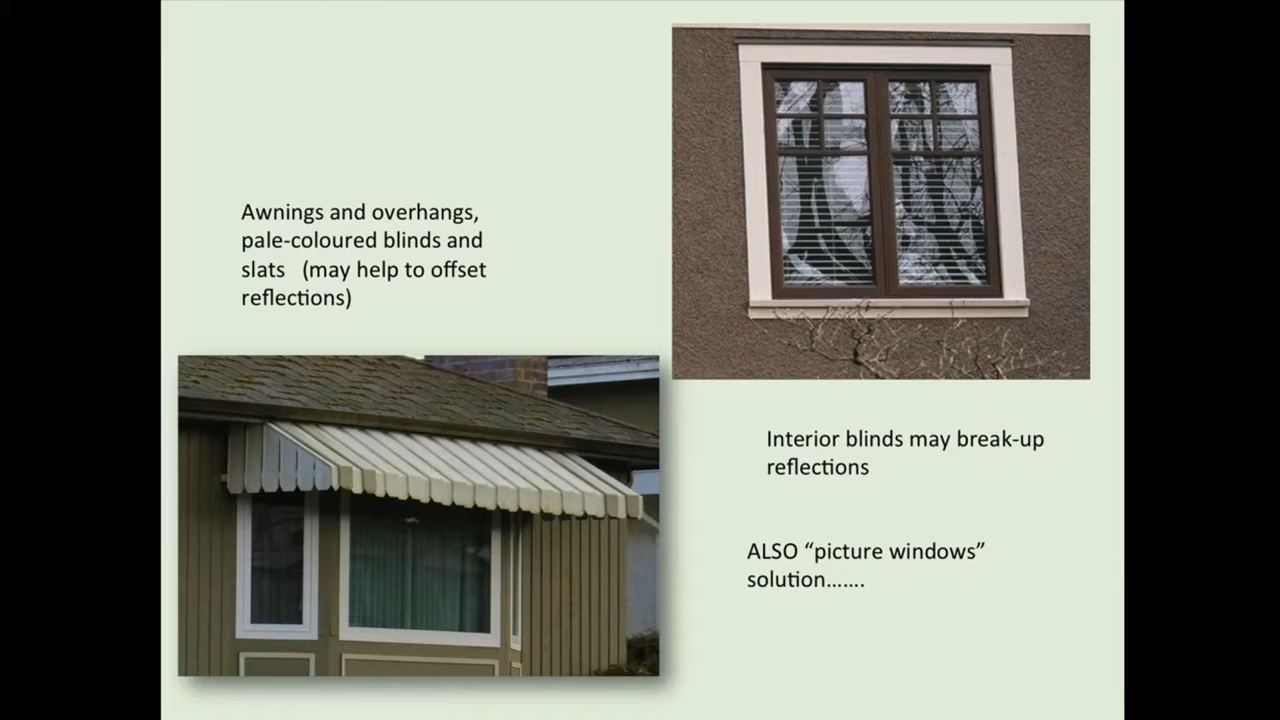 Awnings and overhangs,
pale-coloured blinds and
slats   (may help to offset
reflections)
Interior blinds may break-up
reflections
ALSO “picture windows”
solution…….